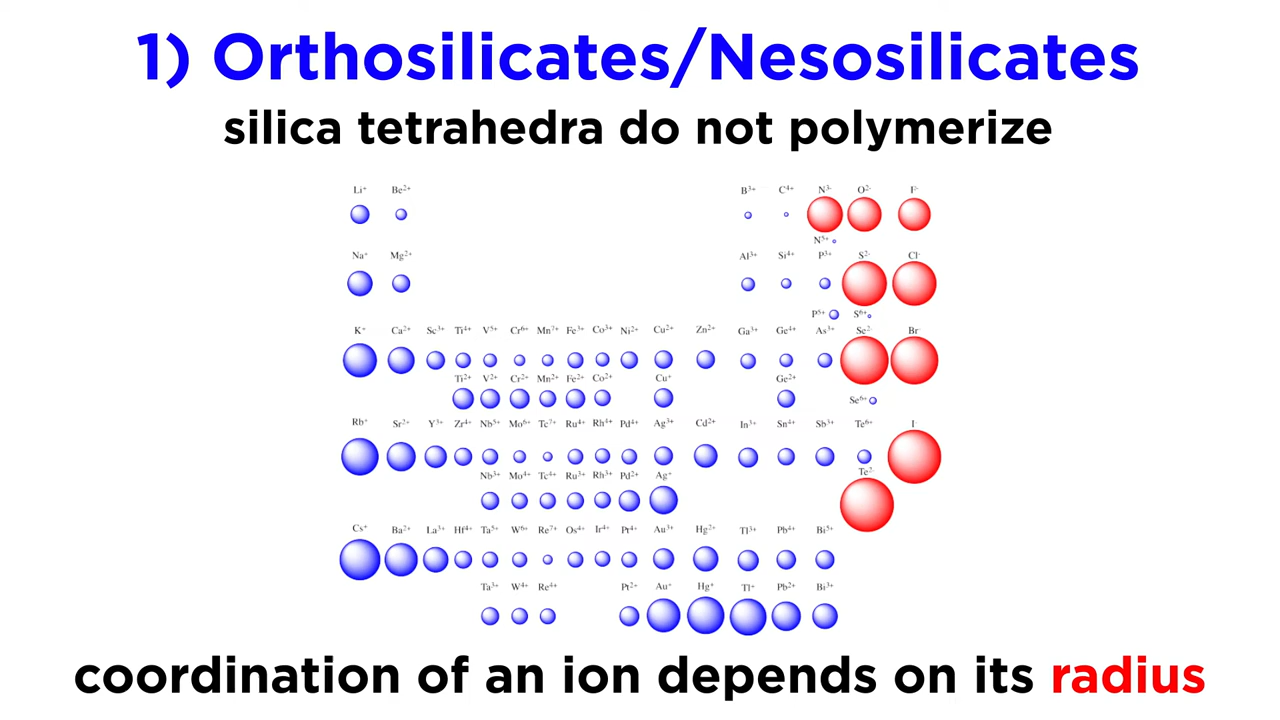 1) Orthosilicates/Nesosilicates
silica tetrahedra do not polymerize
Li⁺ Be²⁺ B³⁺ C⁴⁺ N³⁻ O²⁻ F⁻
N⁵⁺
Na⁺ Mg²⁺ Al³⁺ Si⁴⁺ P³⁺ S²⁻ Cl⁻
P⁵⁺ S⁶⁺
K⁺ Ca²⁺ Sc³⁺ Ti⁴⁺ V⁵⁺ Cr⁶⁺ Mn⁷⁺ Fe³⁺ Co³⁺ Ni²⁺ Cu²⁺ Zn²⁺ Ga³⁺ Ge⁴⁺ As³⁺ Se²⁻ Br⁻
Ti²⁺ V²⁺ Cr²⁺ Mn²⁺ Fe²⁺ Co²⁺ Cu⁺ Ge²⁺
Se⁶⁺
Rb⁺ Sr²⁺ Y³⁺ Zr⁴⁺ Nb⁵⁺ Mo⁶⁺ Tc⁷⁺ Ru⁴⁺ Rh⁴⁺ Pd⁴⁺ Ag³⁺ Cd²⁺ In³⁺ Sn⁴⁺ Sb³⁺ Te⁶⁺ I⁻
Nb³⁺ Mo⁴⁺ Tc⁴⁺ Ru³⁺ Rh³⁺ Pd²⁺ Ag⁺ Te²⁻
Cs⁺ Ba²⁺ La³⁺ Hf⁴⁺ Ta⁵⁺ W⁶⁺ Re⁷⁺ Os⁴⁺ Ir⁴⁺ Pt⁴⁺ Au³⁺ Hg²⁺ Tl³⁺ Pb⁴⁺ Bi⁵⁺
Ta³⁺ W⁴⁺ Re⁴⁺ Pt²⁺ Au⁺ Hg⁺ Tl⁺ Pb²⁺ Bi³⁺
coordination of an ion depends on its radius